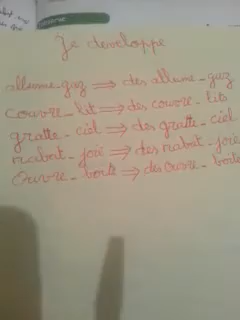 je developpe
allume-gaz ⇒ des allume-gaz
couvre-lit ⇒ des couvre-lits
gratte-ciel ⇒ des gratte-ciel
rabat-joie ⇒ des rabat-joie
Ouvre-boîte ⇒ des ouvre-boîte